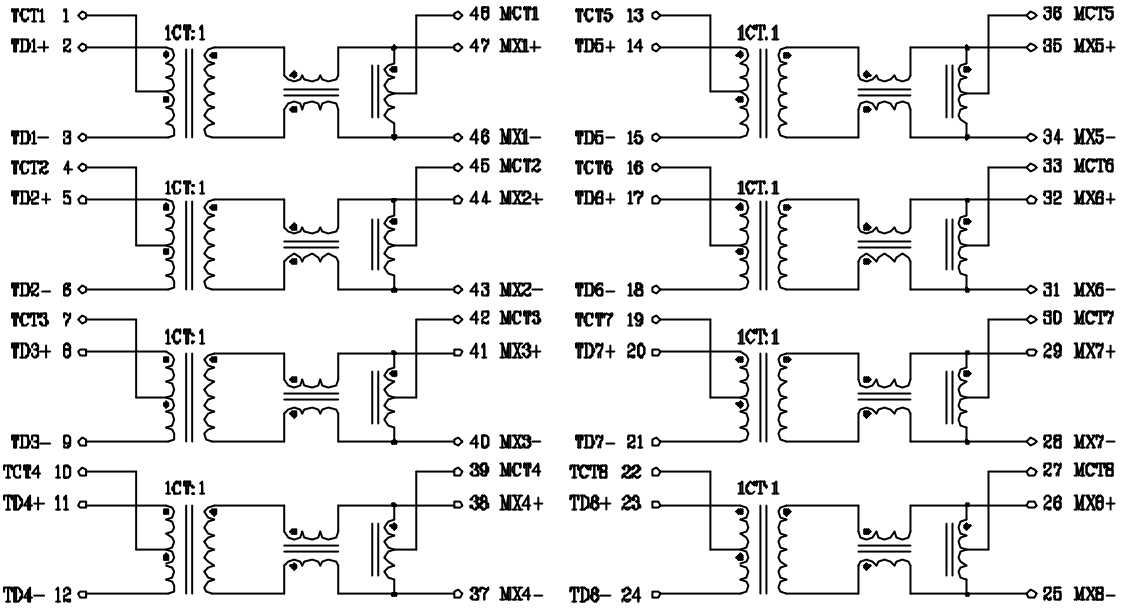 TCT1 1 48 MCT1 TCT5 13 36 MCT5
1CT:1 1CT:1
TD1+ 2 47 MX1+ TD5+ 14 35 MX5+
TD1- 3 46 MX1- TD5- 15 34 MX5-
TCT2 4 45 MCT2 TCT6 16 33 MCT6
1CT:1 1CT:1
TD2+ 5 44 MX2+ TD6+ 17 32 MX6+
TD2- 6 43 MX2- TD6- 18 31 MX6-
TCT3 7 42 MCT3 TCT7 19 30 MCT7
1CT:1 1CT:1
TD3+ 8 41 MX3+ TD7+ 20 29 MX7+
TD3- 9 40 MX3- TD7- 21 28 MX7-
TCT4 10 39 MCT4 TCT8 22 27 MCT8
1CT:1 1CT:1
TD4+ 11 38 MX4+ TD8+ 23 26 MX8+
TD4- 12 37 MX4- TD8- 24 25 MX8-